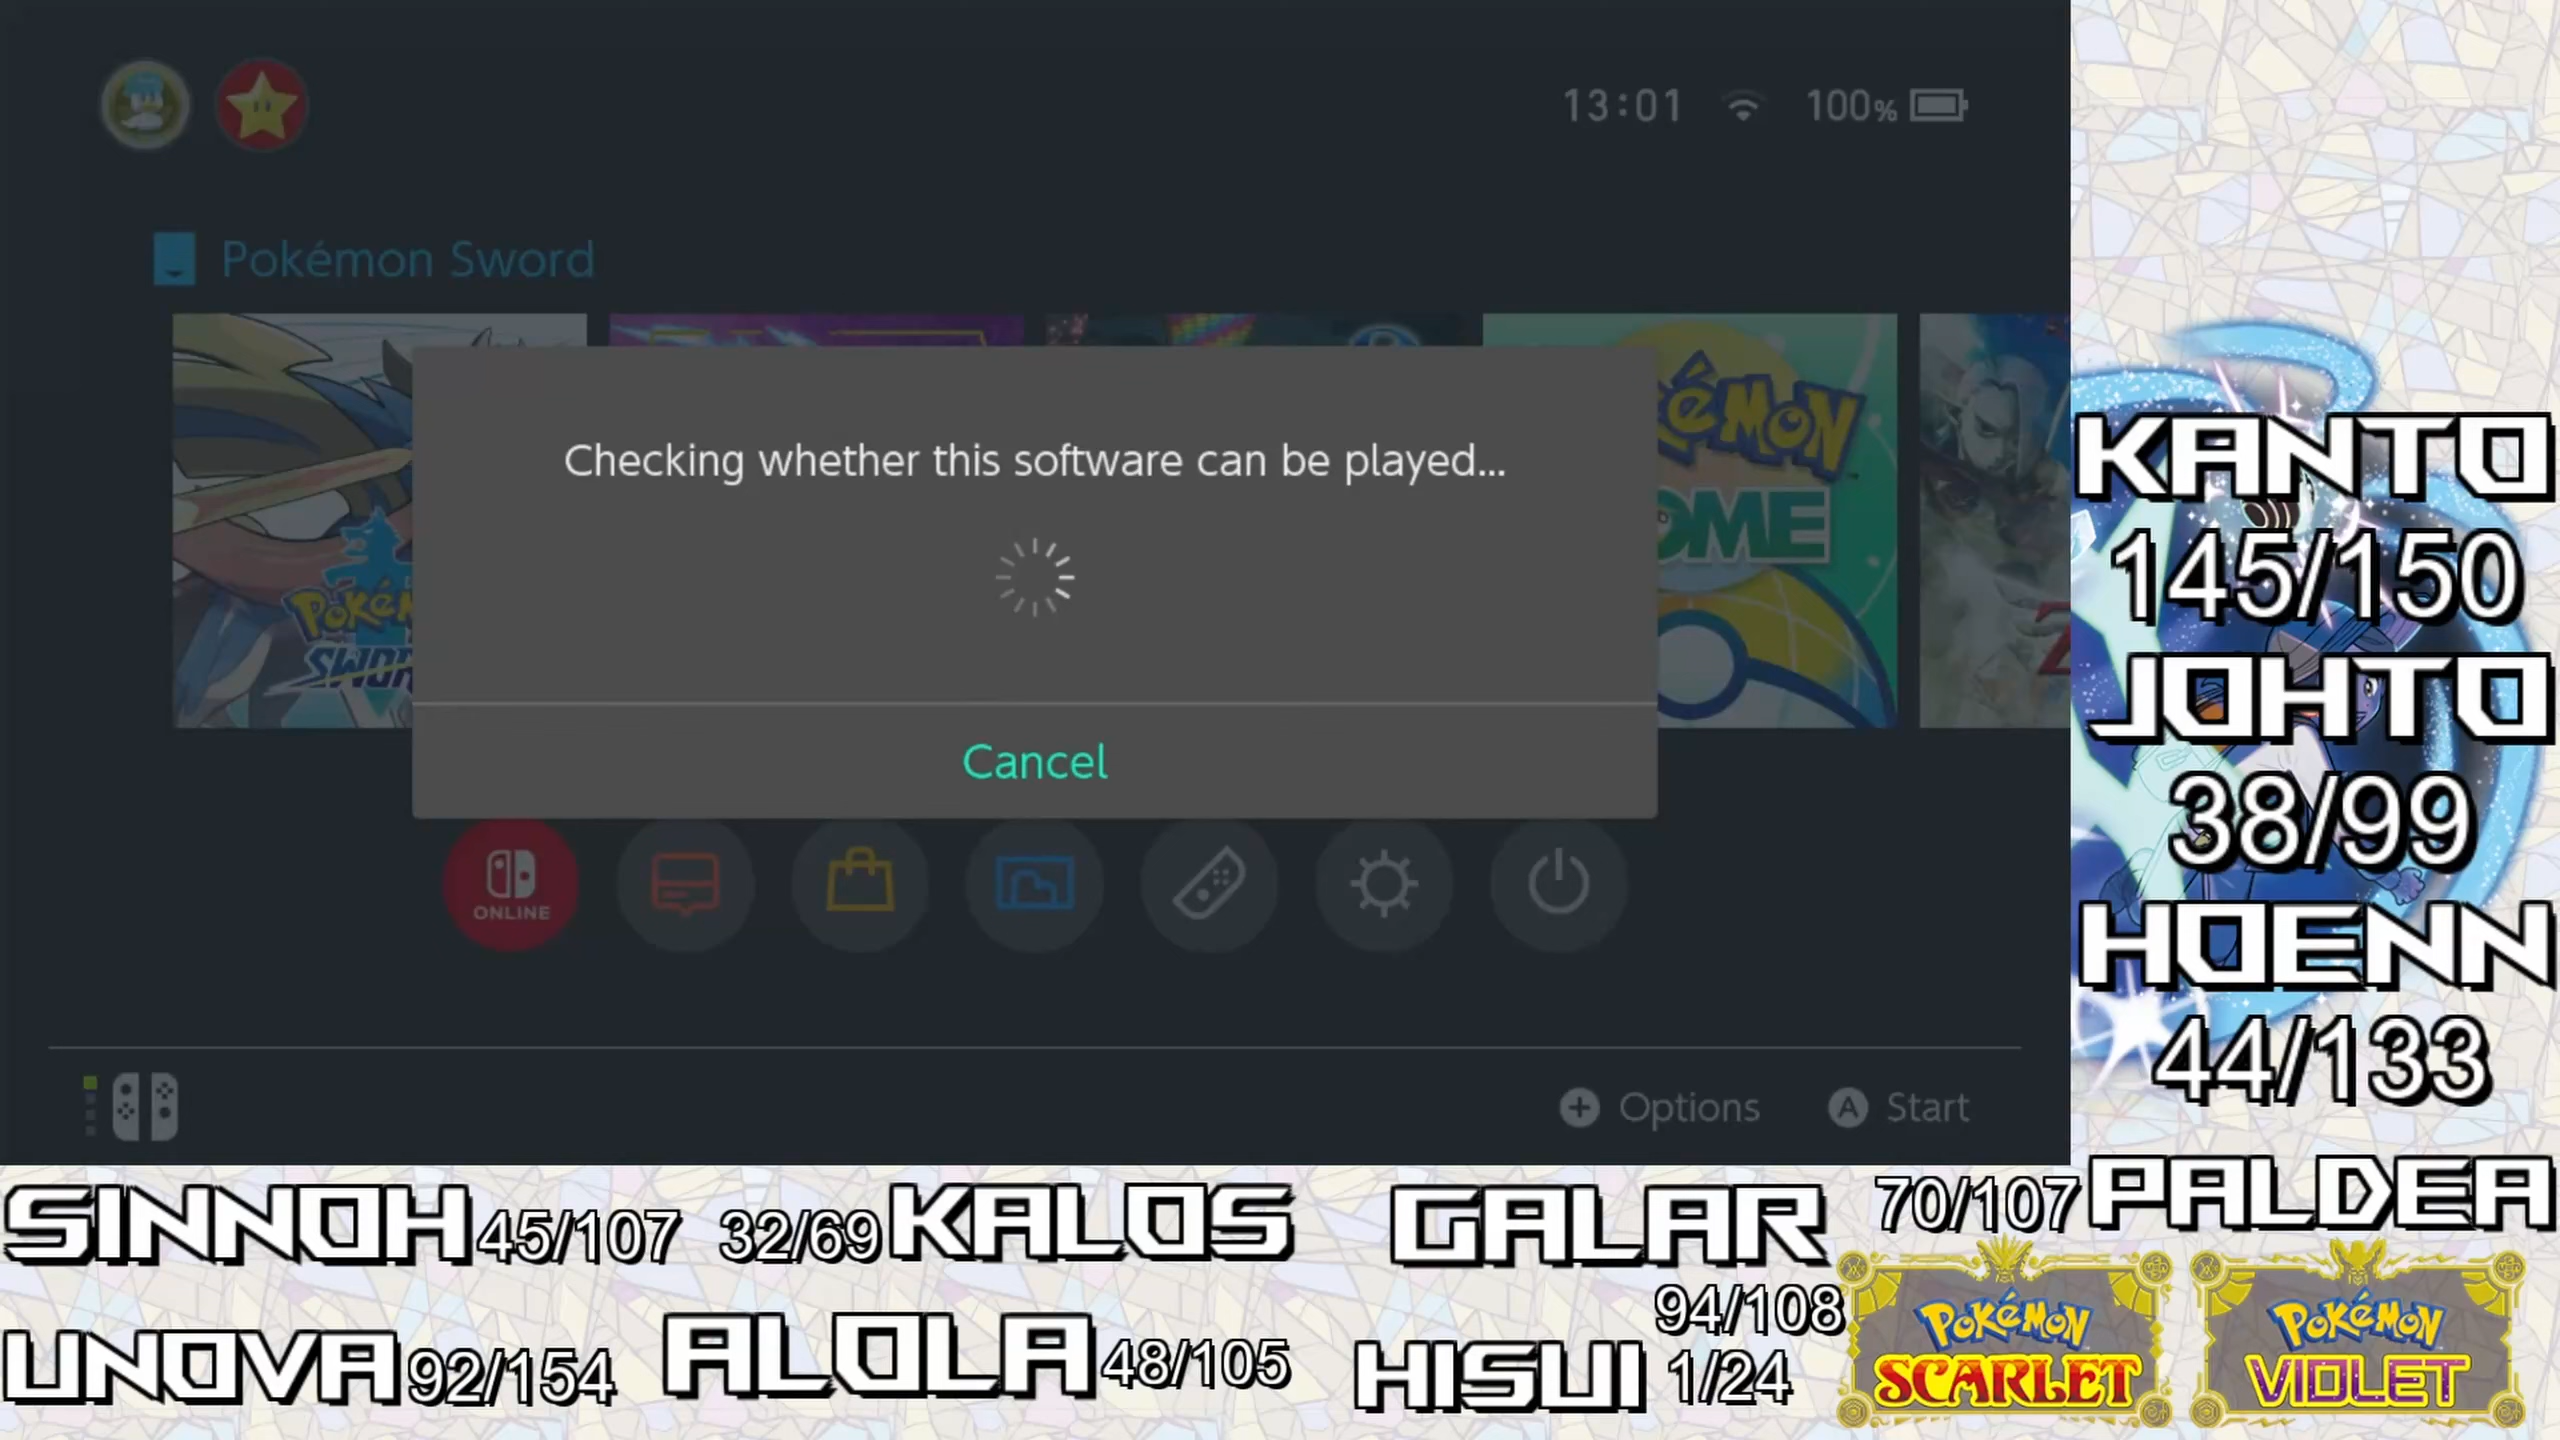 13:01
100%
Pokémon Sword
Checking whether this software can be played...
Cancel
POKéMON
ONLINE
Options
Start
KANTO
145/150
JOHTO
38/99
HOENN
44/133
SINNOH 45/107
32/69 KALOS
GALAR
94/108
70/107 PALDEA
UNOVA 92/154
ALOLA 48/105
HISUI 1/24
POKéMON
SCARLET
POKéMON
VIOLET